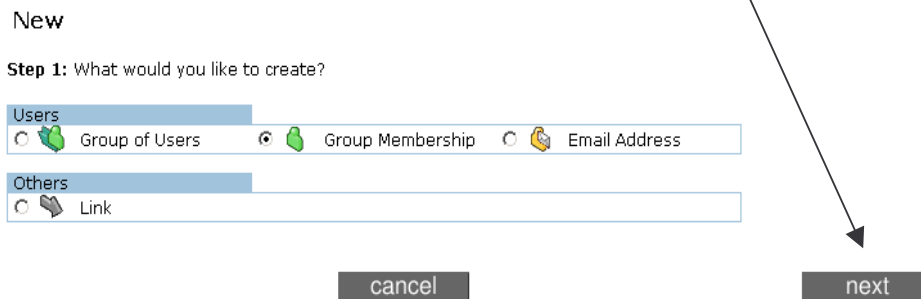 New
Step 1: What would you like to create?
Users
Group of Users Group Membership Email Address
Others
Link
cancel next